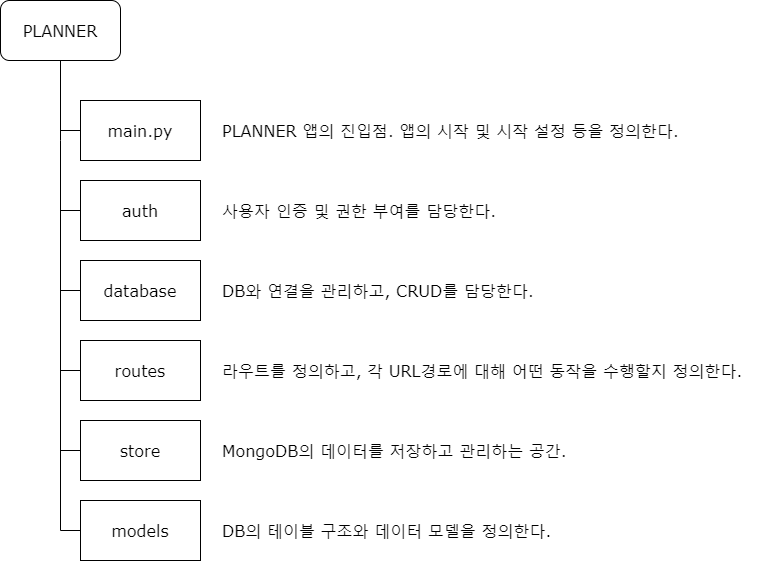 PLANNER
main.py PLANNER 앱의 진입점. 앱의 시작 및 시작 설정 등을 정의한다.
auth 사용자 인증 및 권한 부여를 담당한다.
database DB와 연결을 관리하고, CRUD를 담당한다.
routes 라우트를 정의하고, 각 URL경로에 대해 어떤 동작을 수행할지 정의한다.
store MongoDB의 데이터를 저장하고 관리하는 공간.
models DB의 테이블 구조와 데이터 모델을 정의한다.